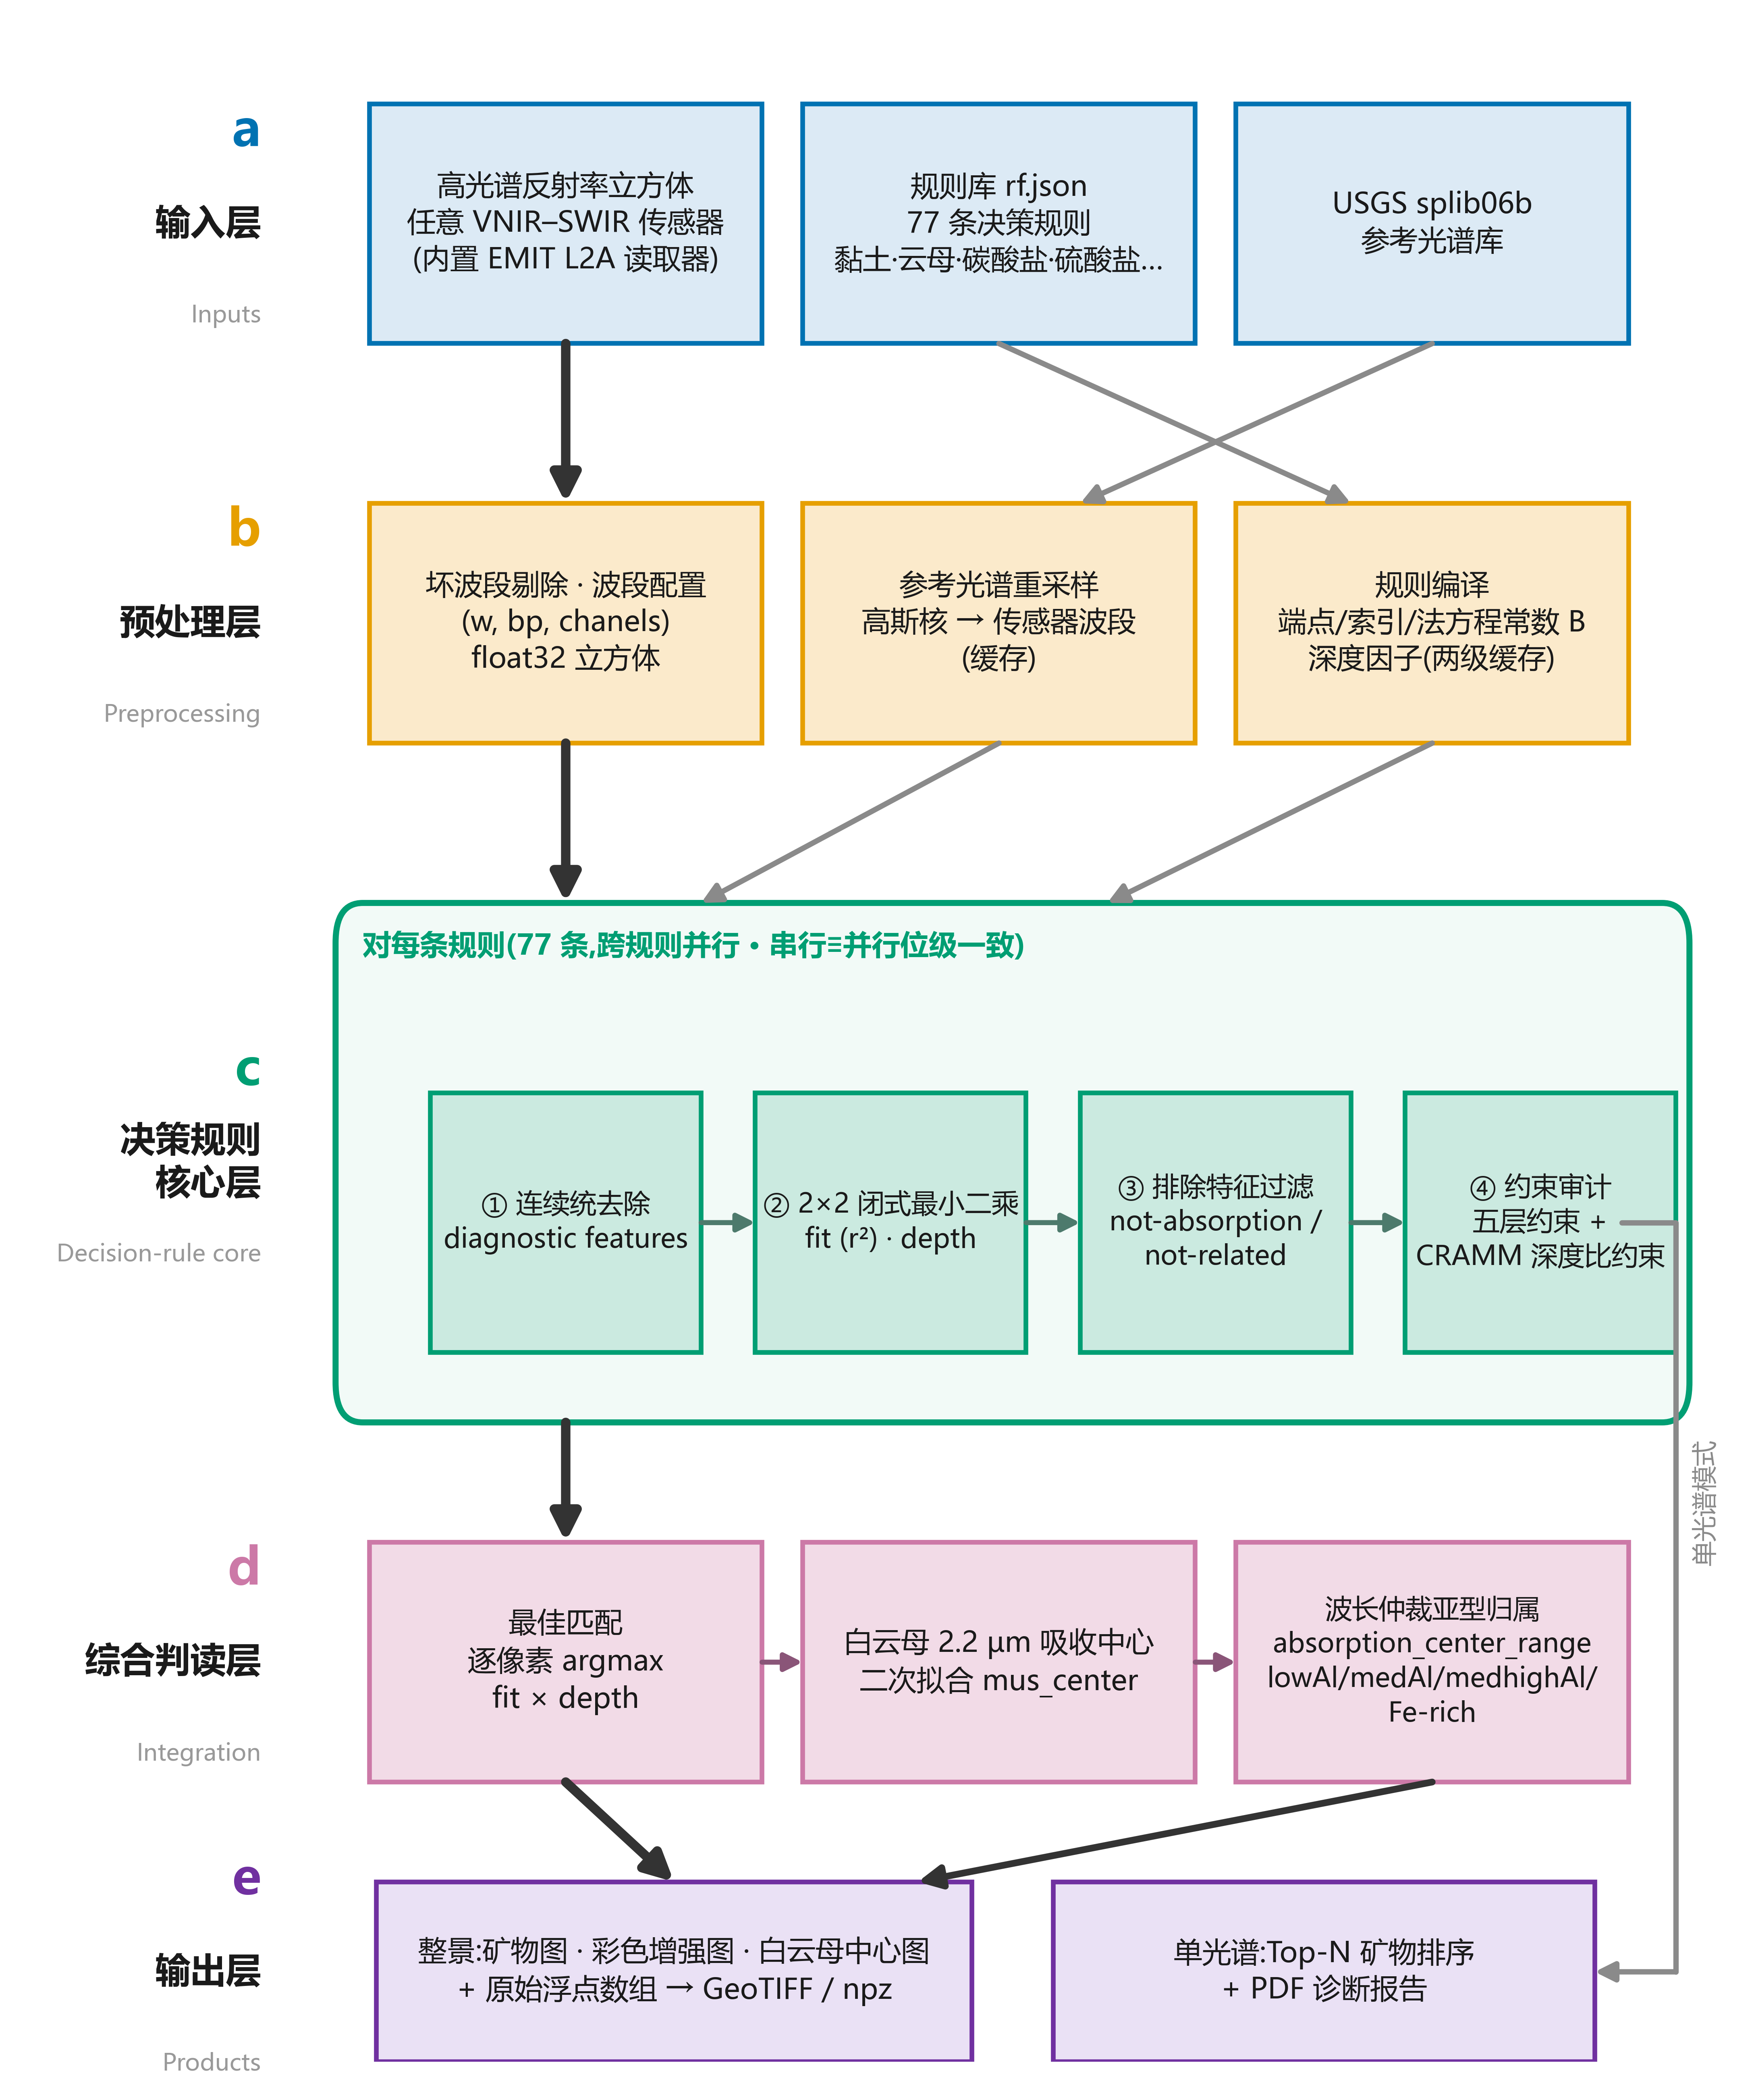 a
输入层
Inputs
高光谱反射率立方体
任意 VNIR–SWIR 传感器
(内置 EMIT L2A 读取器)
规则库 rf.json
77 条决策规则
黏土·云母·碳酸盐·硫酸盐…
USGS splib06b
参考光谱库
b
预处理层
Preprocessing
坏波段剔除 · 波段配置
(w, bp, chanels)
float32 立方体
参考光谱重采样
高斯核 → 传感器波段
(缓存)
规则编译
端点/索引/法方程常数 B
深度因子(两级缓存)
c
决策规则
核心层
Decision-rule core
对每条规则(77 条,跨规则并行 · 串行≡并行位级一致)
① 连续统去除
diagnostic features
② 2×2 闭式最小二乘
fit (r²) · depth
③ 排除特征过滤
not-absorption /
not-related
④ 约束审计
五层约束 +
CRAMM 深度比约束
单光谱模式
d
综合判读层
Integration
最佳匹配
逐像素 argmax
fit × depth
白云母 2.2 µm 吸收中心
二次拟合 mus_center
波长仲裁亚型归属
absorption_center_range
lowAl/medAl/medhighAl/
Fe-rich
e
输出层
Products
整景:矿物图 · 彩色增强图 · 白云母中心图
+ 原始浮点数组 → GeoTIFF / npz
单光谱:Top-N 矿物排序
+ PDF 诊断报告